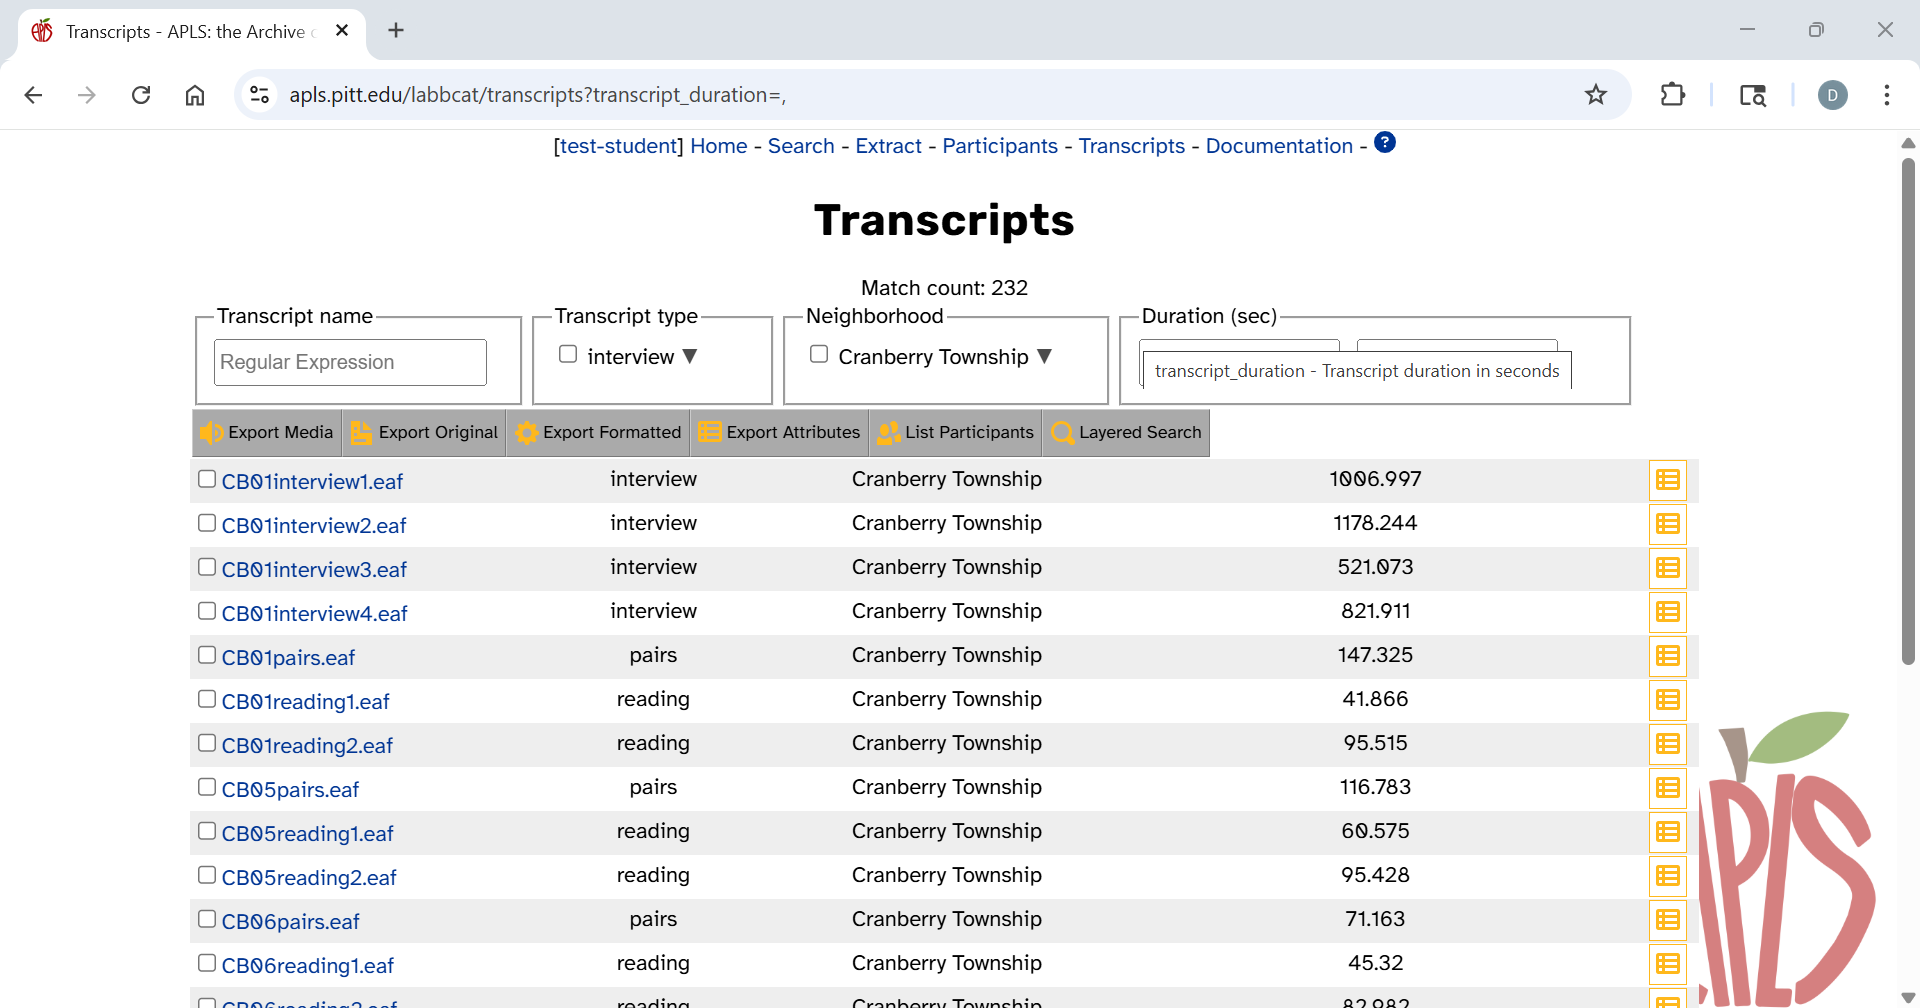 Transcripts - APLS: the Archive
apls.pitt.edu/labbcat/transcripts?transcript_duration=,
D
[test-student] Home - Search - Extract - Participants - Transcripts - Documentation - ?
Transcripts
Match count: 232
Transcript name Transcript type Neighborhood Duration (sec)
Regular Expression interview ▼ Cranberry Township ▼
transcript_duration - Transcript duration in seconds
Export Media Export Original Export Formatted Export Attributes List Participants Layered Search
CB01interview1.eaf interview Cranberry Township 1006.997
CB01interview2.eaf interview Cranberry Township 1178.244
CB01interview3.eaf interview Cranberry Township 521.073
CB01interview4.eaf interview Cranberry Township 821.911
CB01pairs.eaf pairs Cranberry Township 147.325
CB01reading1.eaf reading Cranberry Township 41.866
CB01reading2.eaf reading Cranberry Township 95.515
CB05pairs.eaf pairs Cranberry Township 116.783
CB05reading1.eaf reading Cranberry Township 60.575
CB05reading2.eaf reading Cranberry Township 95.428
CB06pairs.eaf pairs Cranberry Township 71.163
CB06reading1.eaf reading Cranberry Township 45.32
CB06reading2.eaf reading Cranberry Township 82.982
APLS